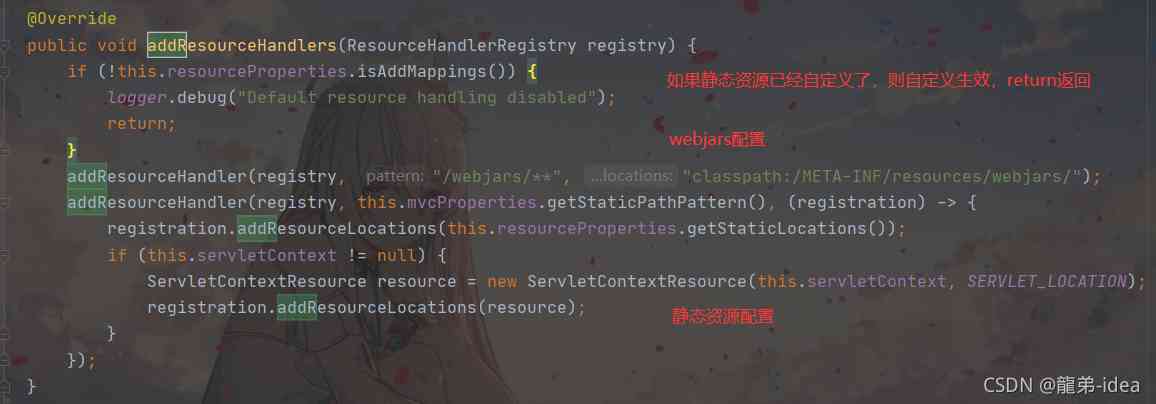 @Override
public void addResourceHandlers(ResourceHandlerRegistry registry) {
if (!this.resourceProperties.isAddMappings()) {
如果静态资源已经自定义了，则自定义生效，return返回
logger.debug("Default resource handling disabled");
return;
webjars配置
}
addResourceHandler(registry, pattern: "/webjars/**", ...locations: "classpath:/META-INF/resources/webjars/");
addResourceHandler(registry, this.mvcProperties.getStaticPathPattern(), (registration) -> {
registration.addResourceLocations(this.resourceProperties.getStaticLocations());
if (this.servletContext != null) {
ServletContextResource resource = new ServletContextResource(this.servletContext, SERVLET_LOCATION);
registration.addResourceLocations(resource);
静态资源配置
}
});
}
CSDN @龍弟-idea